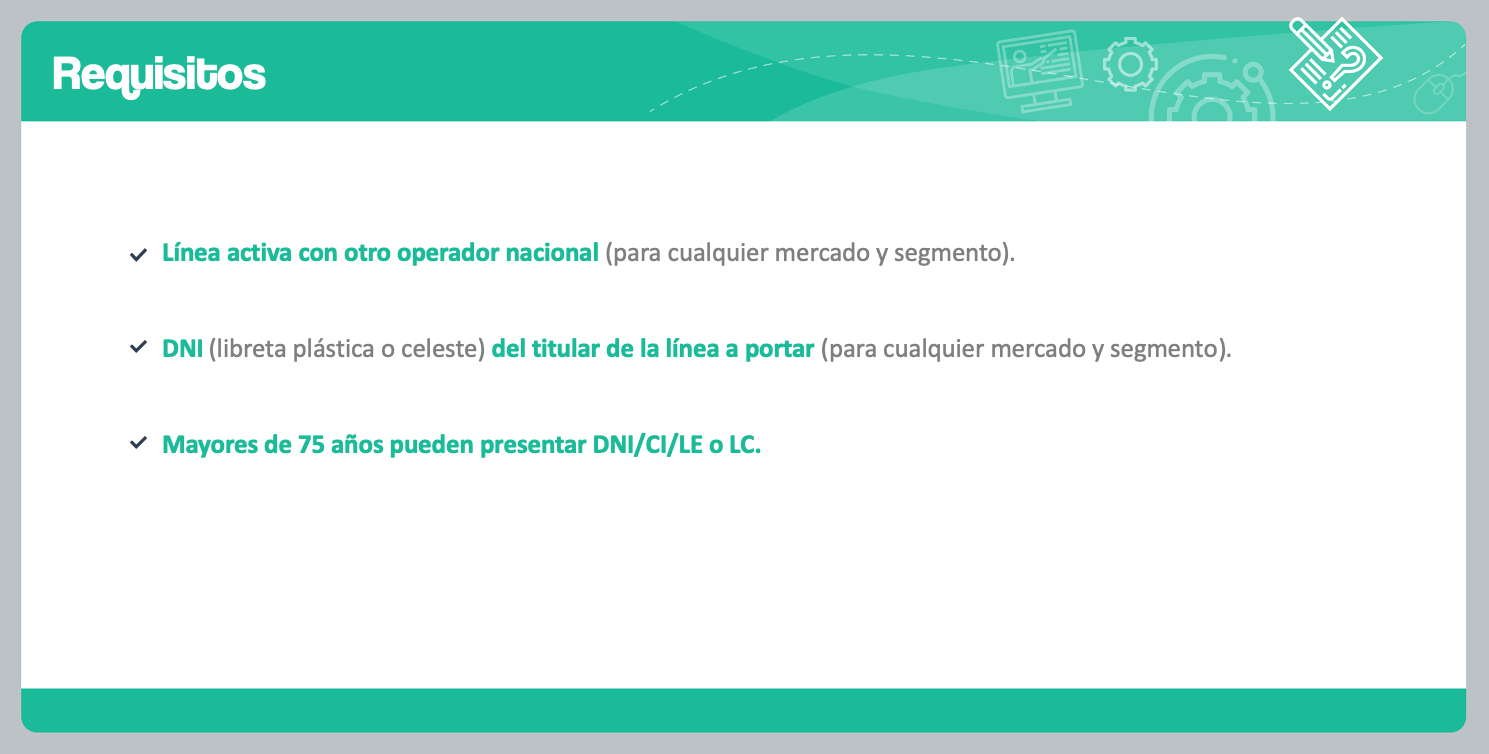 Requisitos
Línea activa con otro operador nacional (para cualquier mercado y segmento).
DNI (libreta plástica o celeste) del titular de la línea a portar (para cualquier mercado y segmento).
Mayores de 75 años pueden presentar DNI/CI/LE o LC.